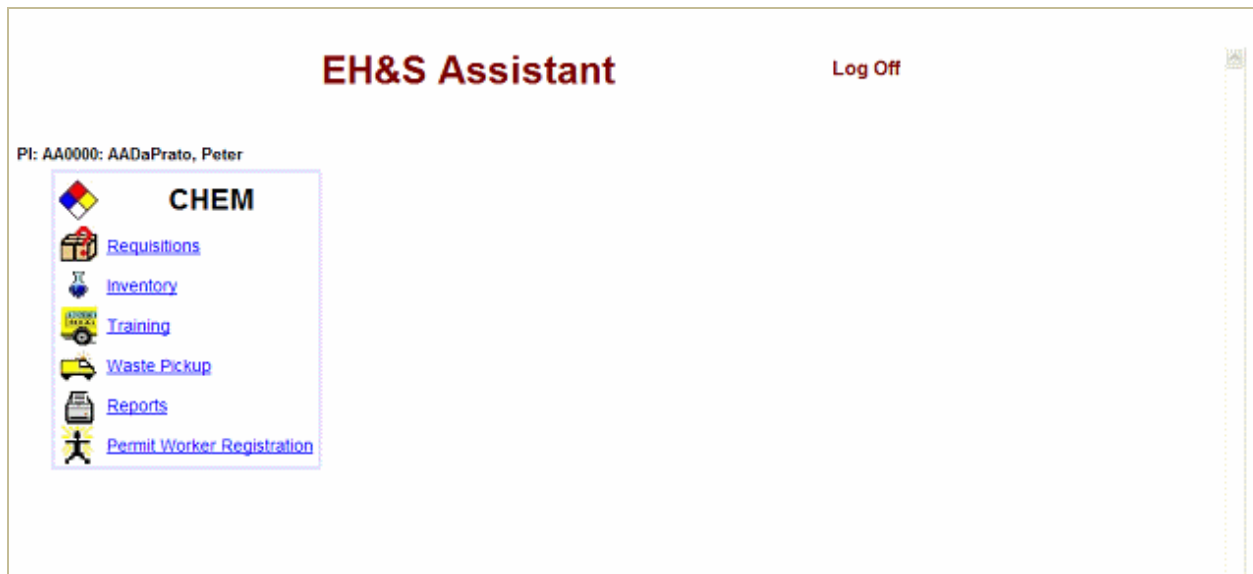 EH&S Assistant
Log Off
PI: AA0000: AADaPrato, Peter
CHEM
Requisitions
Inventory
Training
Waste Pickup
Reports
Permit Worker Registration